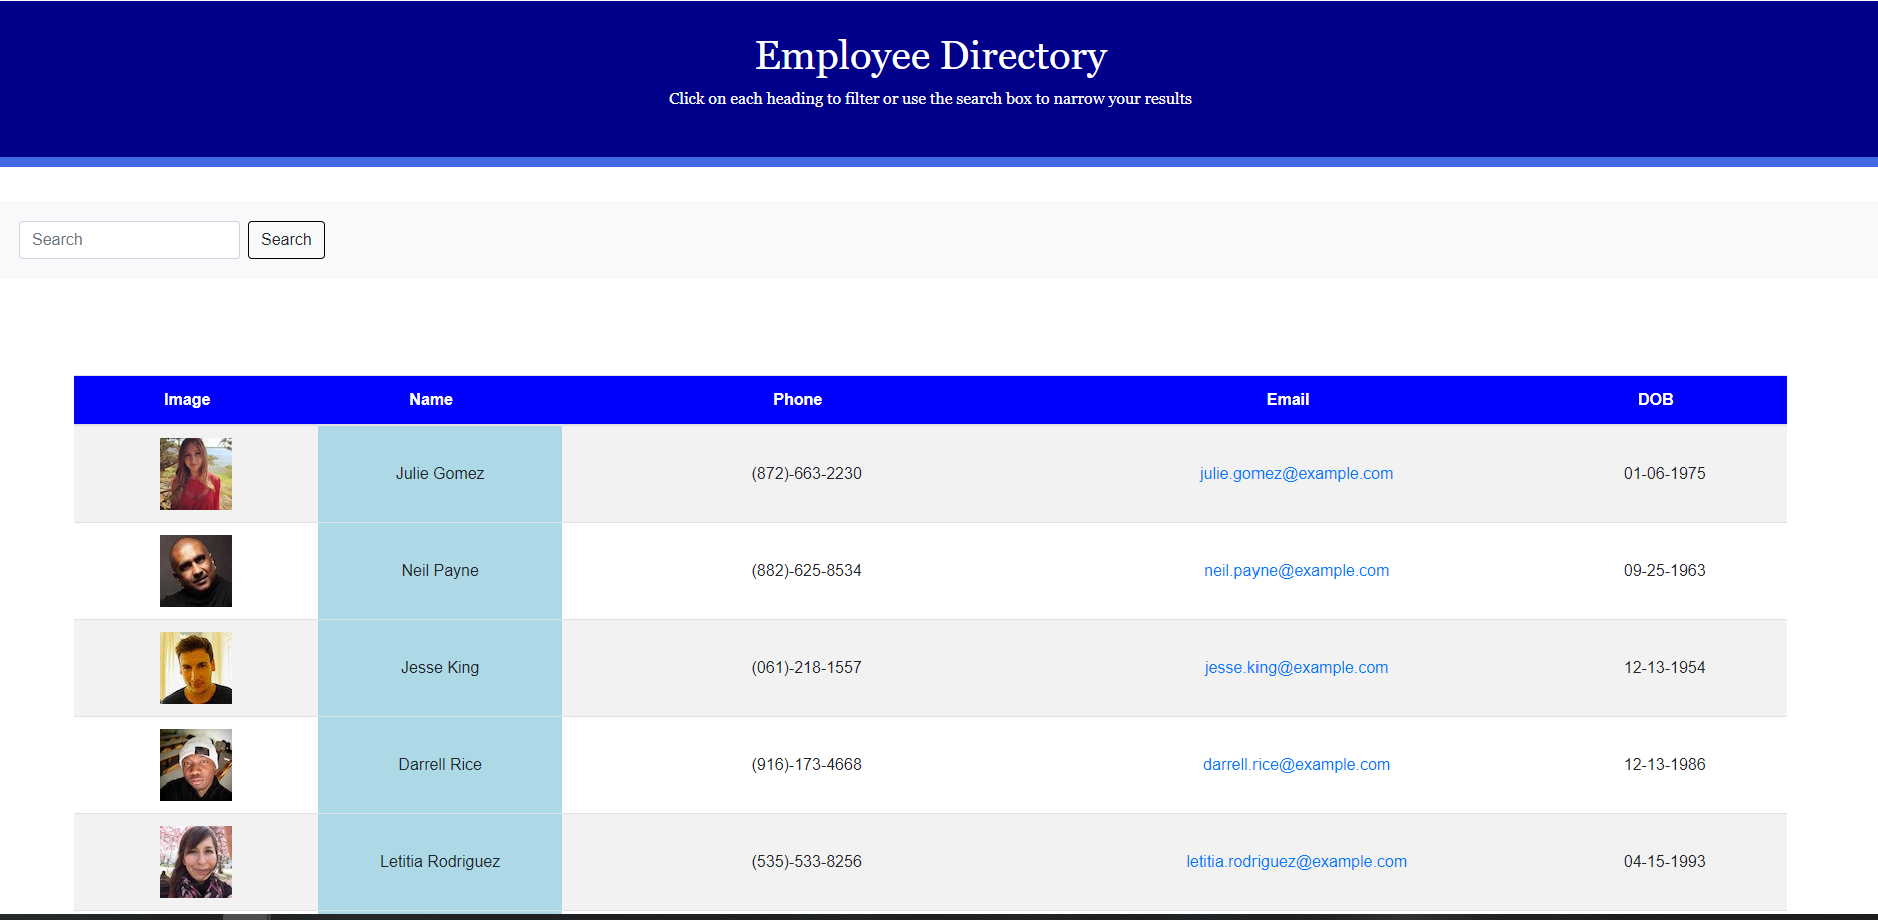 Employee Directory
Click on each heading to filter or use the search box to narrow your results
Search Search
Image Name Phone Email DOB
Julie Gomez (872)-663-2230 julie.gomez@example.com 01-06-1975
Neil Payne (882)-625-8534 neil.payne@example.com 09-25-1963
Jesse King (061)-218-1557 jesse.king@example.com 12-13-1954
Darrell Rice (916)-173-4668 darrell.rice@example.com 12-13-1986
Letitia Rodriguez (535)-533-8256 letitia.rodriguez@example.com 04-15-1993